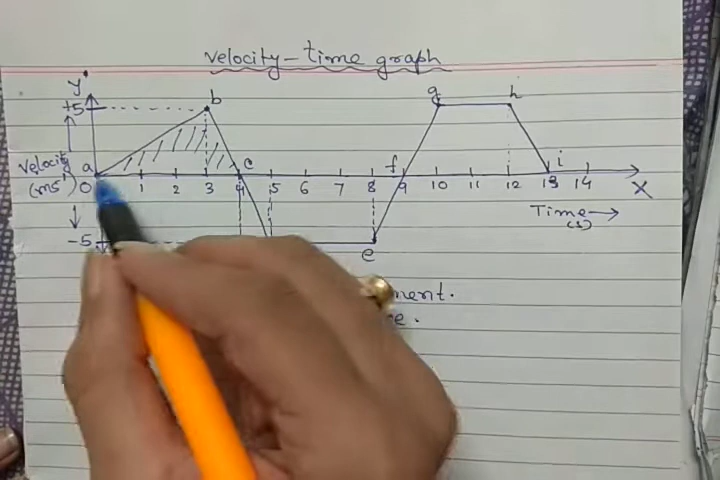 Velocity-time graph
y
g h
b
+5
Velocity a c f i
(ms⁻¹) 0 1 2 3 4 5 6 7 8 9 10 11 12 13 14 X
Time→
(s)
-5
e
ment.
e.